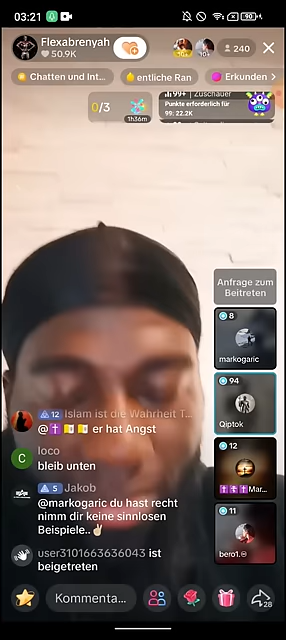 03:21
90
Flexabrenyah
50.9K
240
Chatten und Int...
entliche Ran
Erkunden >
0/3
1h36m
99+ | Zuschauer
Punkte erforderlich für
99: 22.2K
Anfrage zum
Beitreten
8
markogaric
94
Qiptok
12
✝️✝️✝️Mar...
11
bero1.
12 Islam ist die Wahrheit T...
@✝️🇻🇦🇻🇦 er hat Angst
C
loco
bleib unten
5 Jakob
@markogaric du hast recht
nimm dir keine sinnlosen
Beispiele..✌🏻
user3101663636043 ist
beigetreten
Kommenta...
28